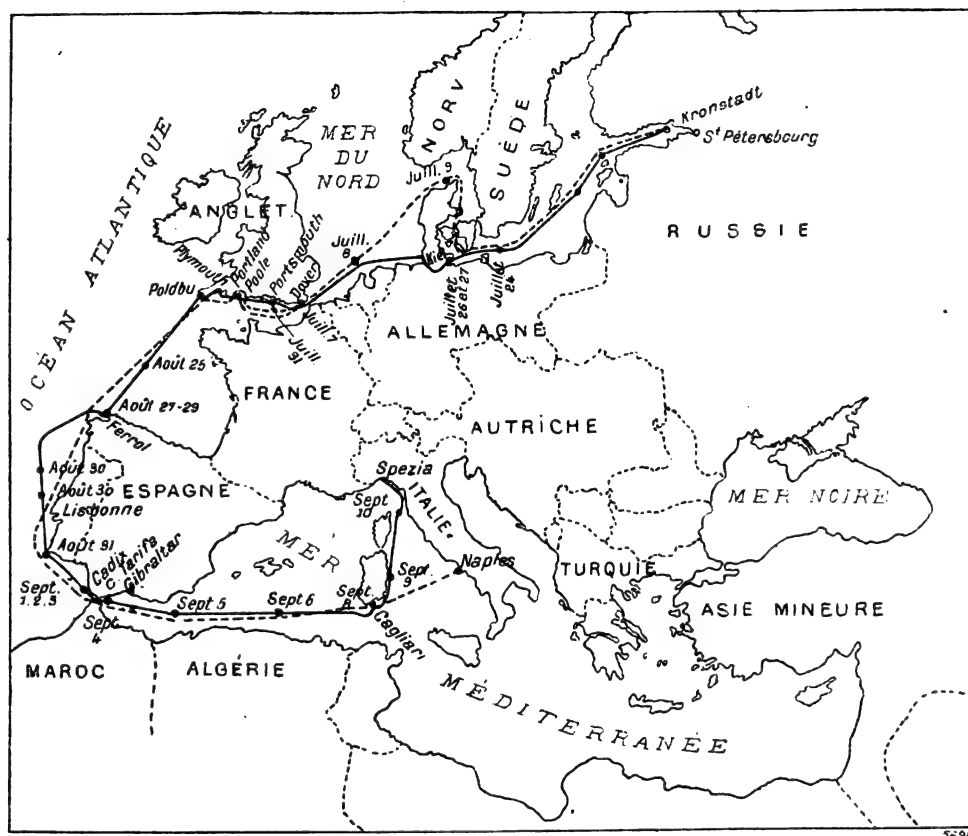 Kronstadt
St Pétersbourg
NORV
SUÈDE
MER
DU
NORD
Juill. 9
OCÉAN ATLANTIQUE
ANGLET.
RUSSIE
Plymouth
Portland
Poole
Portsmouth
Dover
Juill.
8
Kiel
Poldhu
Juillet
26 et 27
Juillet
24
Juill 7
Juill.
ALLEMAGNE
Août 25
FRANCE
Août 27-29
Ferrol
AUTRICHE
Août 30
Août 30
Lisbonne
ESPAGNE
Spezia
Sept
10
ITALIE
MER NOIRE
Août 31
MER
Cadix
C. Tarifa
Gibraltar
Sept.
1.2.3
Sept.
4
Sept 5
Sept 6
Sept.
8
Sept.
9
Cagliari
Naples
TURQUIE
ASIE MINEURE
MAROC
ALGÉRIE
MÉDITERRANÉE